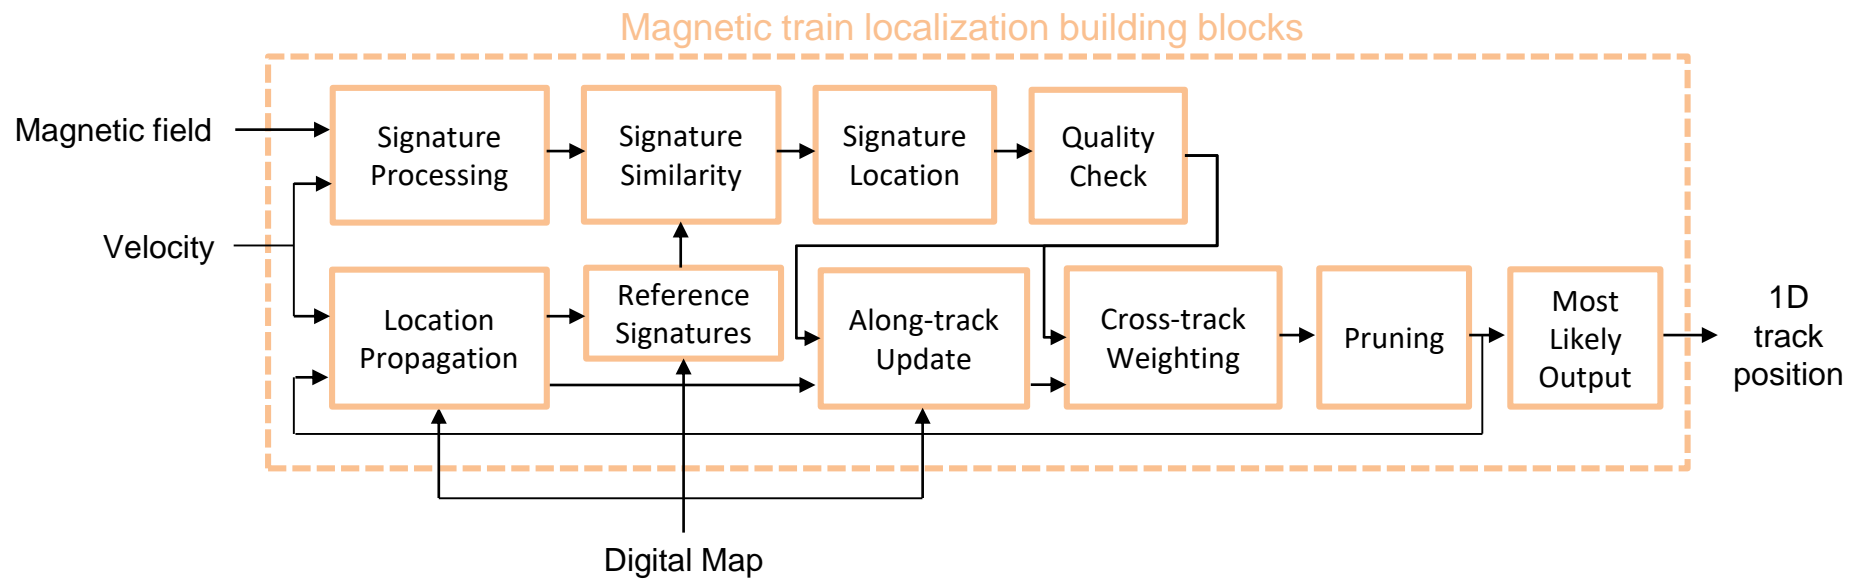 Magnetic train localization building blocks
Magnetic field
Signature
Processing
Signature
Similarity
Signature
Location
Quality
Check
Velocity
Location
Propagation
Reference
Signatures
Along-track
Update
Cross-track
Weighting
Pruning
Most
Likely
Output
1D
track
position
Digital Map